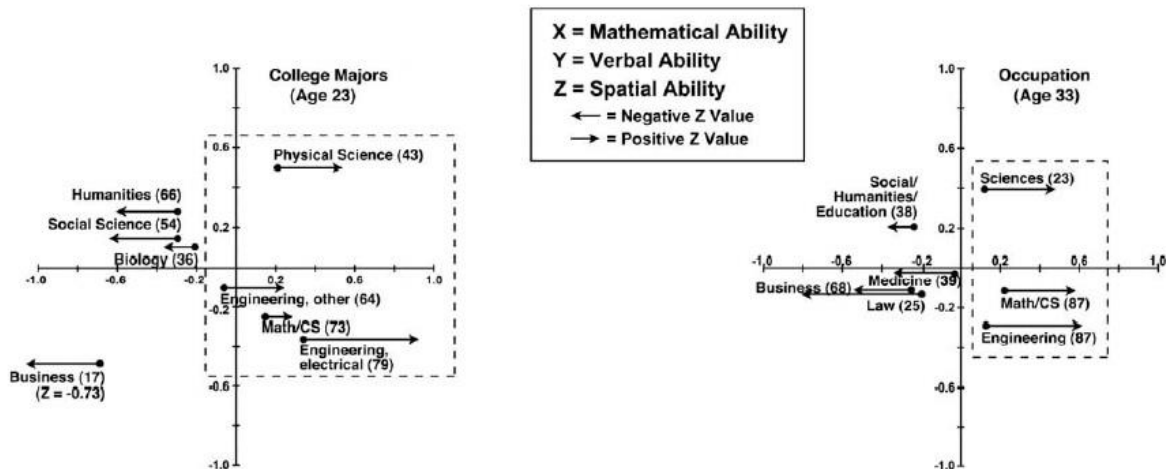 X = Mathematical Ability
Y = Verbal Ability
Z = Spatial Ability
= Negative Z Value
= Positive Z Value
College Majors
(Age 23)
1.0
0.6
0.2
-0.2
-0.6
-1.0
-1.0
-0.6
-0.2
0.2
0.6
1.0
Physical Science (43)
Humanities (66)
Social Science (54)
Biology (36)
Engineering, other (64)
Math/CS (73)
Engineering,
electrical (79)
Business (17)
(Z = -0.73)
Occupation
(Age 33)
1.0
0.6
0.2
-0.2
-0.6
-1.0
-1.0
-0.6
-0.2
0.2
0.6
1.0
Sciences (23)
Social/
Humanities/
Education (38)
Medicine (39)
Business (68)
Law (25)
Math/CS (87)
Engineering (87)